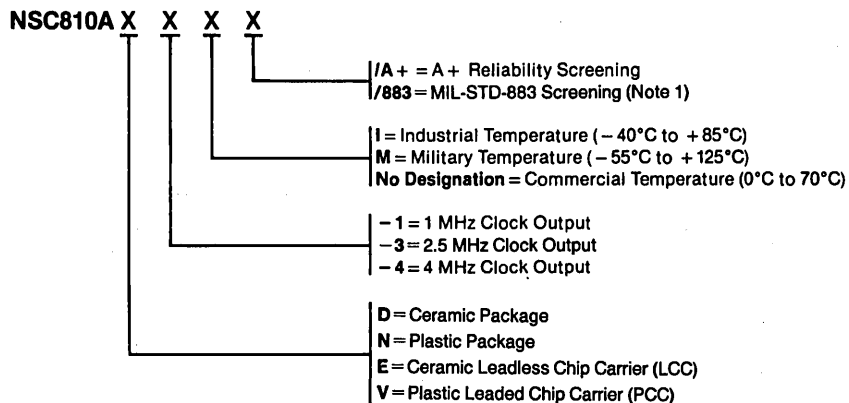 NSC810A X X X X
/A+ = A+ Reliability Screening
/883 = MIL-STD-883 Screening (Note 1)
I = Industrial Temperature (−40°C to +85°C)
M = Military Temperature (−55°C to +125°C)
No Designation = Commercial Temperature (0°C to 70°C)
−1 = 1 MHz Clock Output
−3 = 2.5 MHz Clock Output
−4 = 4 MHz Clock Output
D = Ceramic Package
N = Plastic Package
E = Ceramic Leadless Chip Carrier (LCC)
V = Plastic Leaded Chip Carrier (PCC)